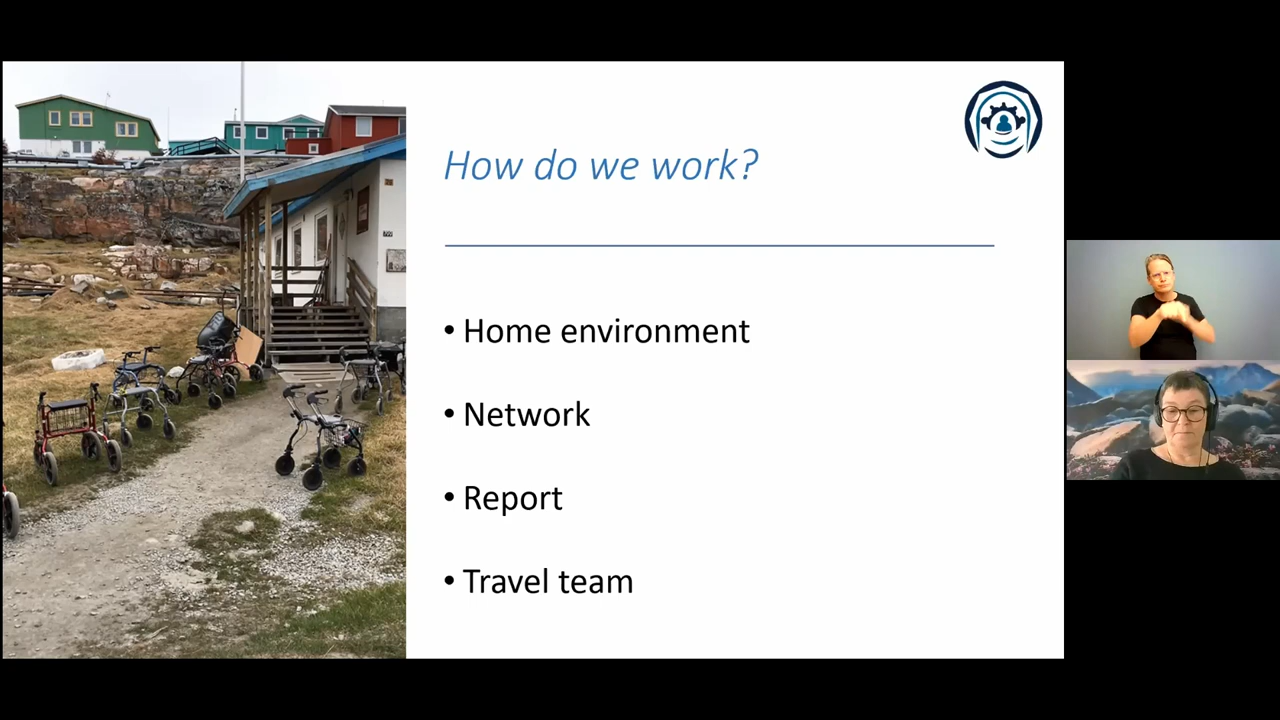 How do we work?
• Home environment
• Network
• Report
• Travel team